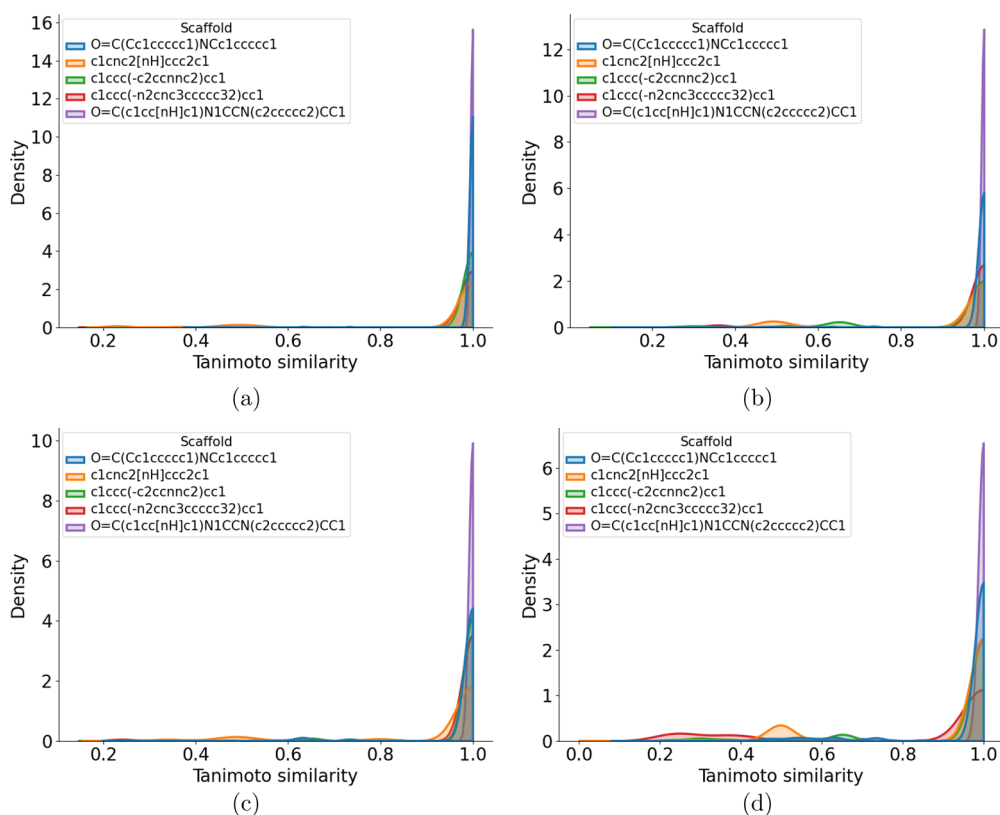 Scaffold
O=C(Cc1ccccc1)NCc1ccccc1
c1cnc2[nH]ccc2c1
c1ccc(-c2ccnnc2)cc1
c1ccc(-n2cnc3ccccc32)cc1
O=C(c1cc[nH]c1)N1CCN(c2ccccc2)CC1
16
14
12
10
8
6
4
2
0
Density
0.2 0.4 0.6 0.8 1.0
Tanimoto similarity
(a)
Scaffold
O=C(Cc1ccccc1)NCc1ccccc1
c1cnc2[nH]ccc2c1
c1ccc(-c2ccnnc2)cc1
c1ccc(-n2cnc3ccccc32)cc1
O=C(c1cc[nH]c1)N1CCN(c2ccccc2)CC1
12
10
8
6
4
2
0
Density
0.2 0.4 0.6 0.8 1.0
Tanimoto similarity
(b)
Scaffold
O=C(Cc1ccccc1)NCc1ccccc1
c1cnc2[nH]ccc2c1
c1ccc(-c2ccnnc2)cc1
c1ccc(-n2cnc3ccccc32)cc1
O=C(c1cc[nH]c1)N1CCN(c2ccccc2)CC1
10
8
6
4
2
0
Density
0.2 0.4 0.6 0.8 1.0
Tanimoto similarity
(c)
Scaffold
O=C(Cc1ccccc1)NCc1ccccc1
c1cnc2[nH]ccc2c1
c1ccc(-c2ccnnc2)cc1
c1ccc(-n2cnc3ccccc32)cc1
O=C(c1cc[nH]c1)N1CCN(c2ccccc2)CC1
6
5
4
3
2
1
0
Density
0.0 0.2 0.4 0.6 0.8 1.0
Tanimoto similarity
(d)